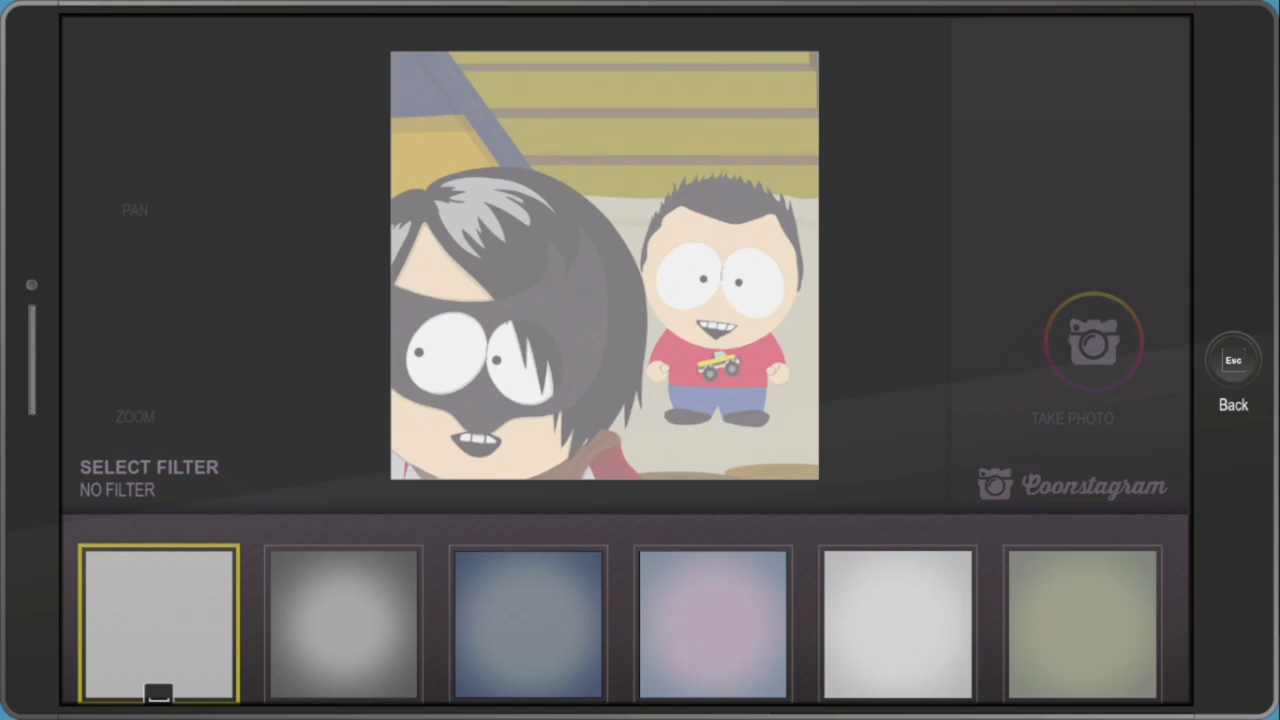 PAN
ZOOM
SELECT FILTER
NO FILTER
TAKE PHOTO
Coonstagram
Esc
Back